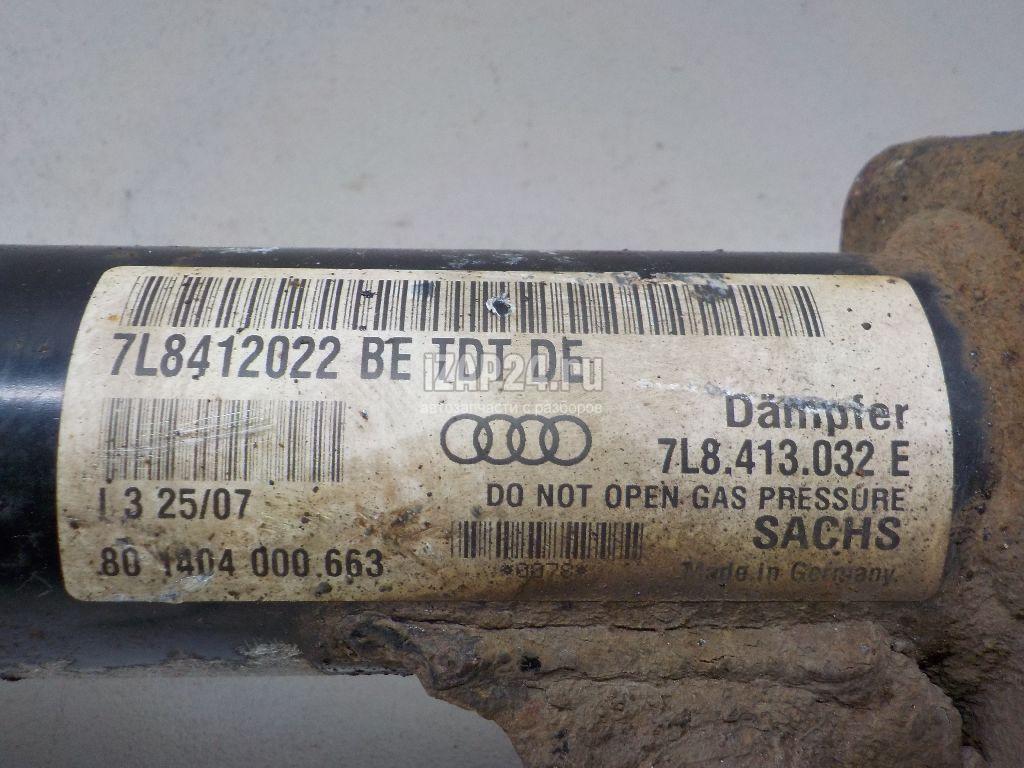 7L8412022 BE TDT DE
iZAP24.ru
автозапчасти с разборов
Dämpfer
7L8.413.032 E
I 3 25/07
DO NOT OPEN GAS PRESSURE
SACHS
80 1404 000 663
*0078*
Made in Germany